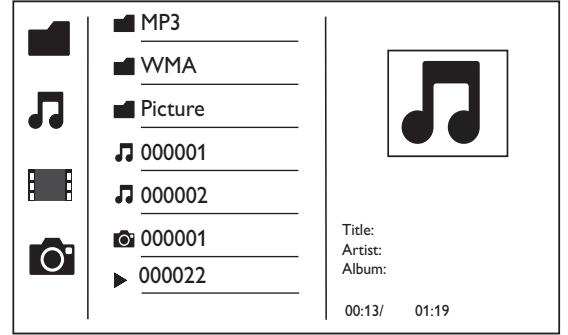 MP3
WMA
Picture
000001
000002
000001
000022
Title:
Artist:
Album:
00:13/ 01:19